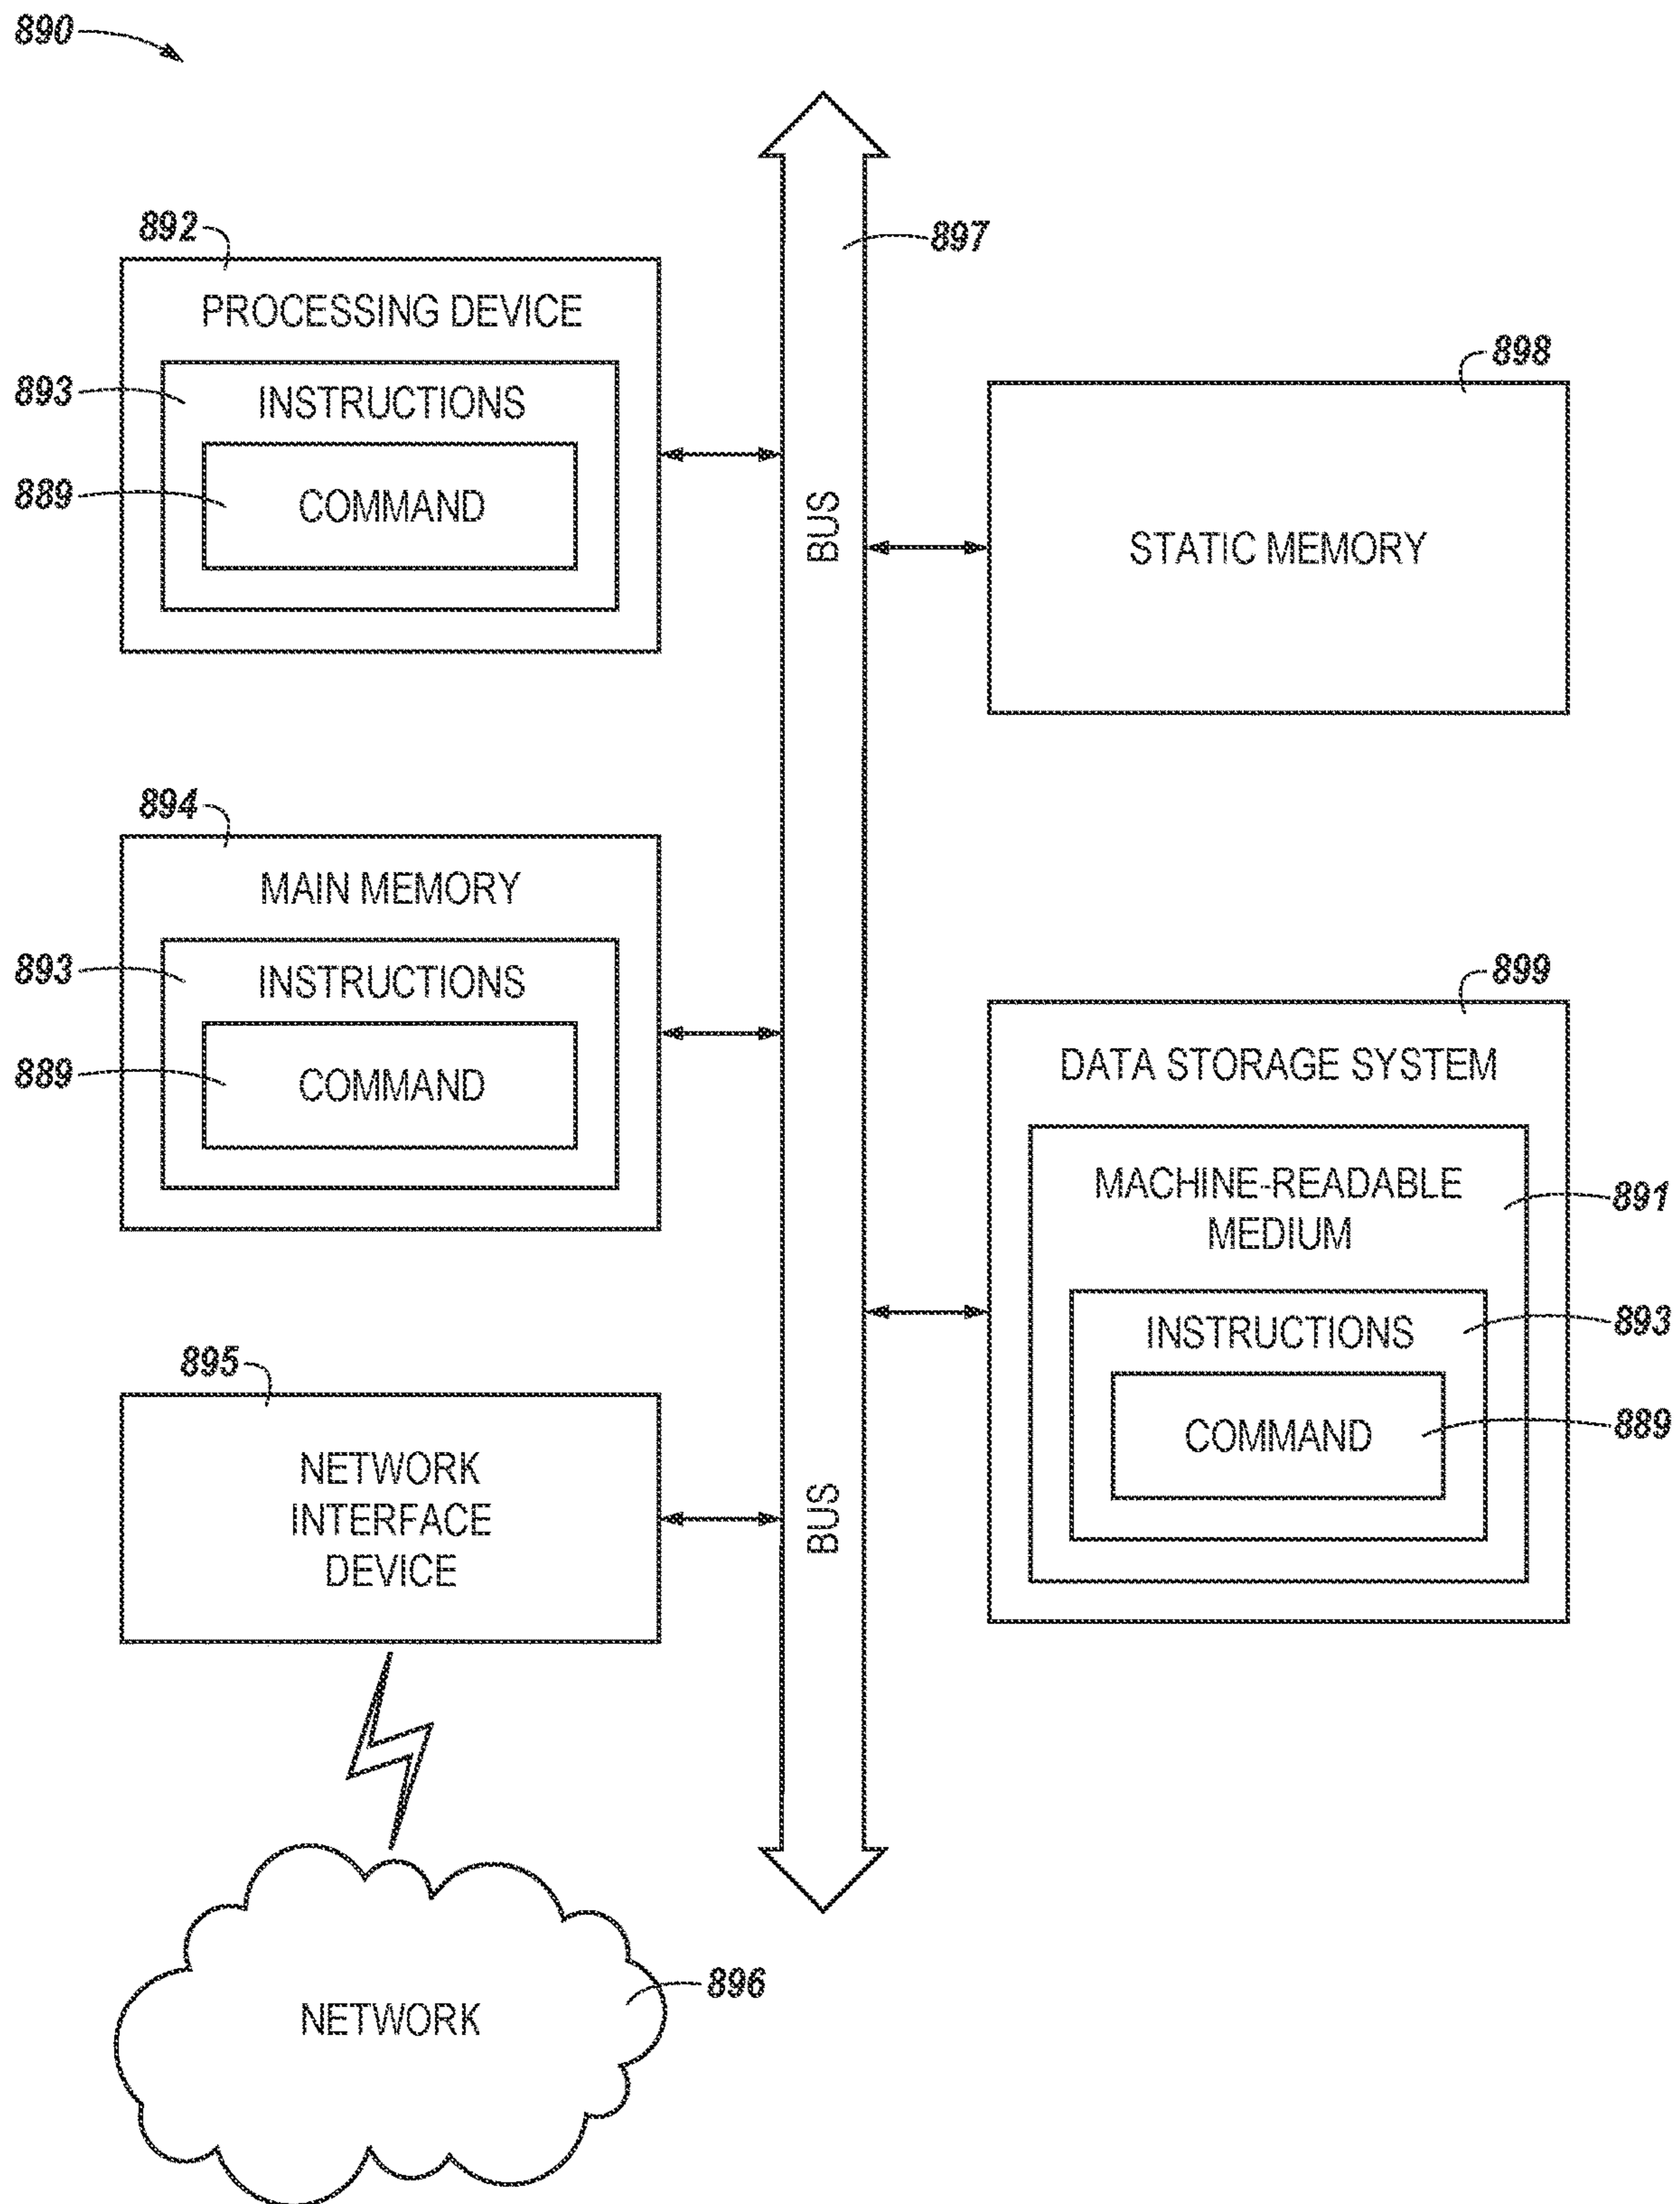 890
892
PROCESSING DEVICE
893
INSTRUCTIONS
889
COMMAND
894
MAIN MEMORY
893
INSTRUCTIONS
889
COMMAND
895
NETWORK
INTERFACE
DEVICE
NETWORK
896
897
BUS
BUS
898
STATIC MEMORY
899
DATA STORAGE SYSTEM
MACHINE-READABLE
MEDIUM
891
INSTRUCTIONS
893
COMMAND
889